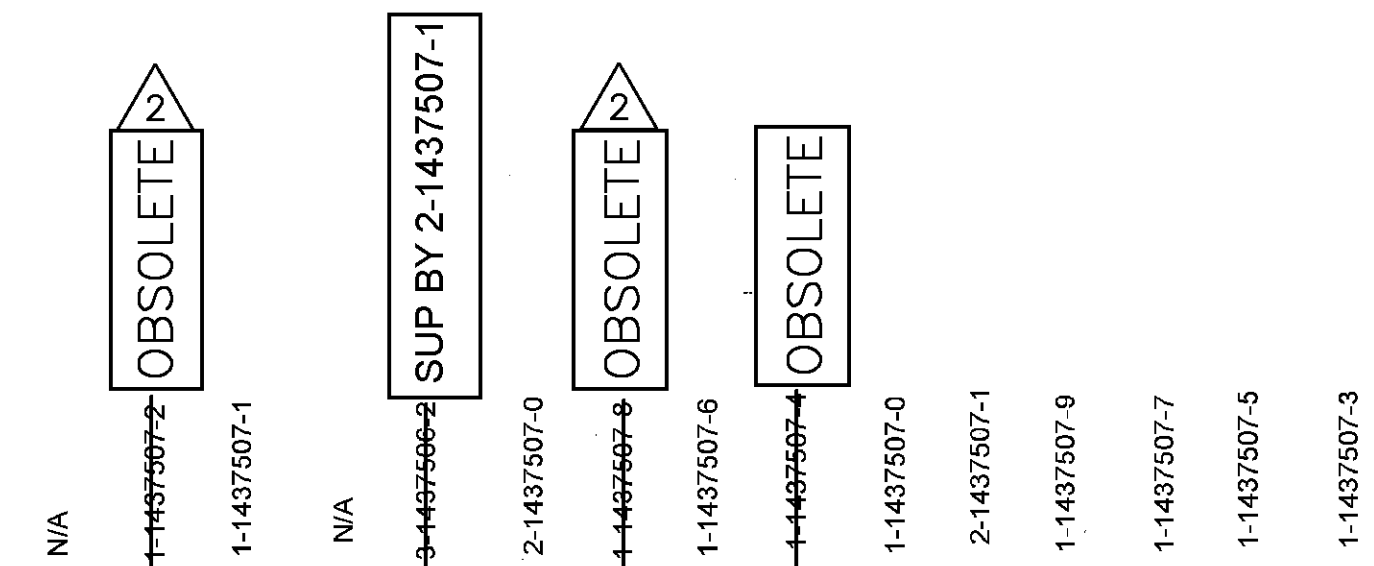 N/A
1-1437507-2 OBSOLETE 2
1-1437507-1
N/A
3-1437506-2 SUP BY 2-1437507-1
2-1437507-0
1-1437507-8 OBSOLETE 2
1-1437507-6
1-1437507-4 OBSOLETE
1-1437507-0
2-1437507-1
1-1437507-9
1-1437507-7
1-1437507-5
1-1437507-3